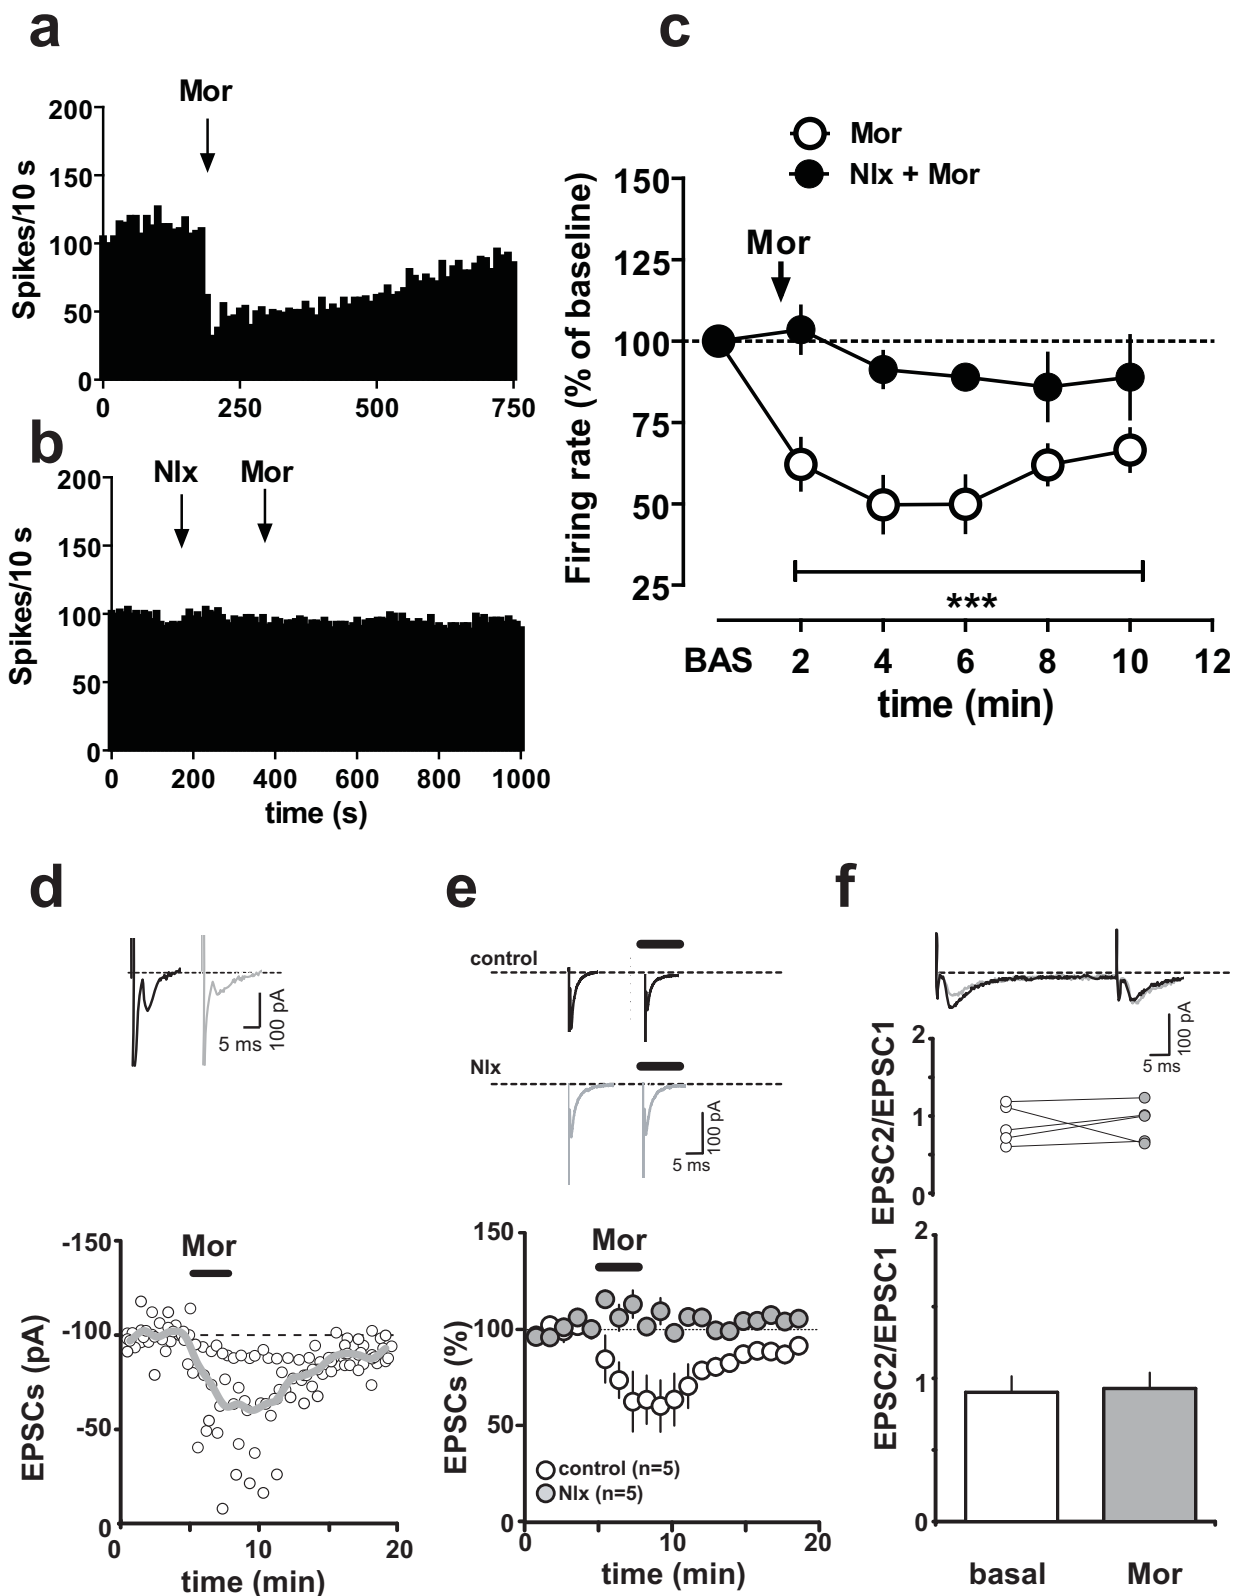 a
Mor
200
150
100
50
0
Spikes/10 s
0 250 500 750
b
Nlx Mor
200
150
100
50
0
Spikes/10 s
0 200 400 600 800 1000
time (s)
c
Mor
Nlx + Mor
Mor
150
125
100
75
50
25
Firing rate (% of baseline)
***
BAS 2 4 6 8 10 12
time (min)
d
5 ms
100 pA
Mor
-150
-100
-50
0
EPSCs (pA)
0 10 20
time (min)
e
control
Nlx
5 ms
100 pA
Mor
150
100
50
0
EPSCs (%)
control (n=5)
Nlx (n=5)
0 10 20
time (min)
f
5 ms
100 pA
2
1
0
EPSC2/EPSC1
2
1
0
EPSC2/EPSC1
basal Mor